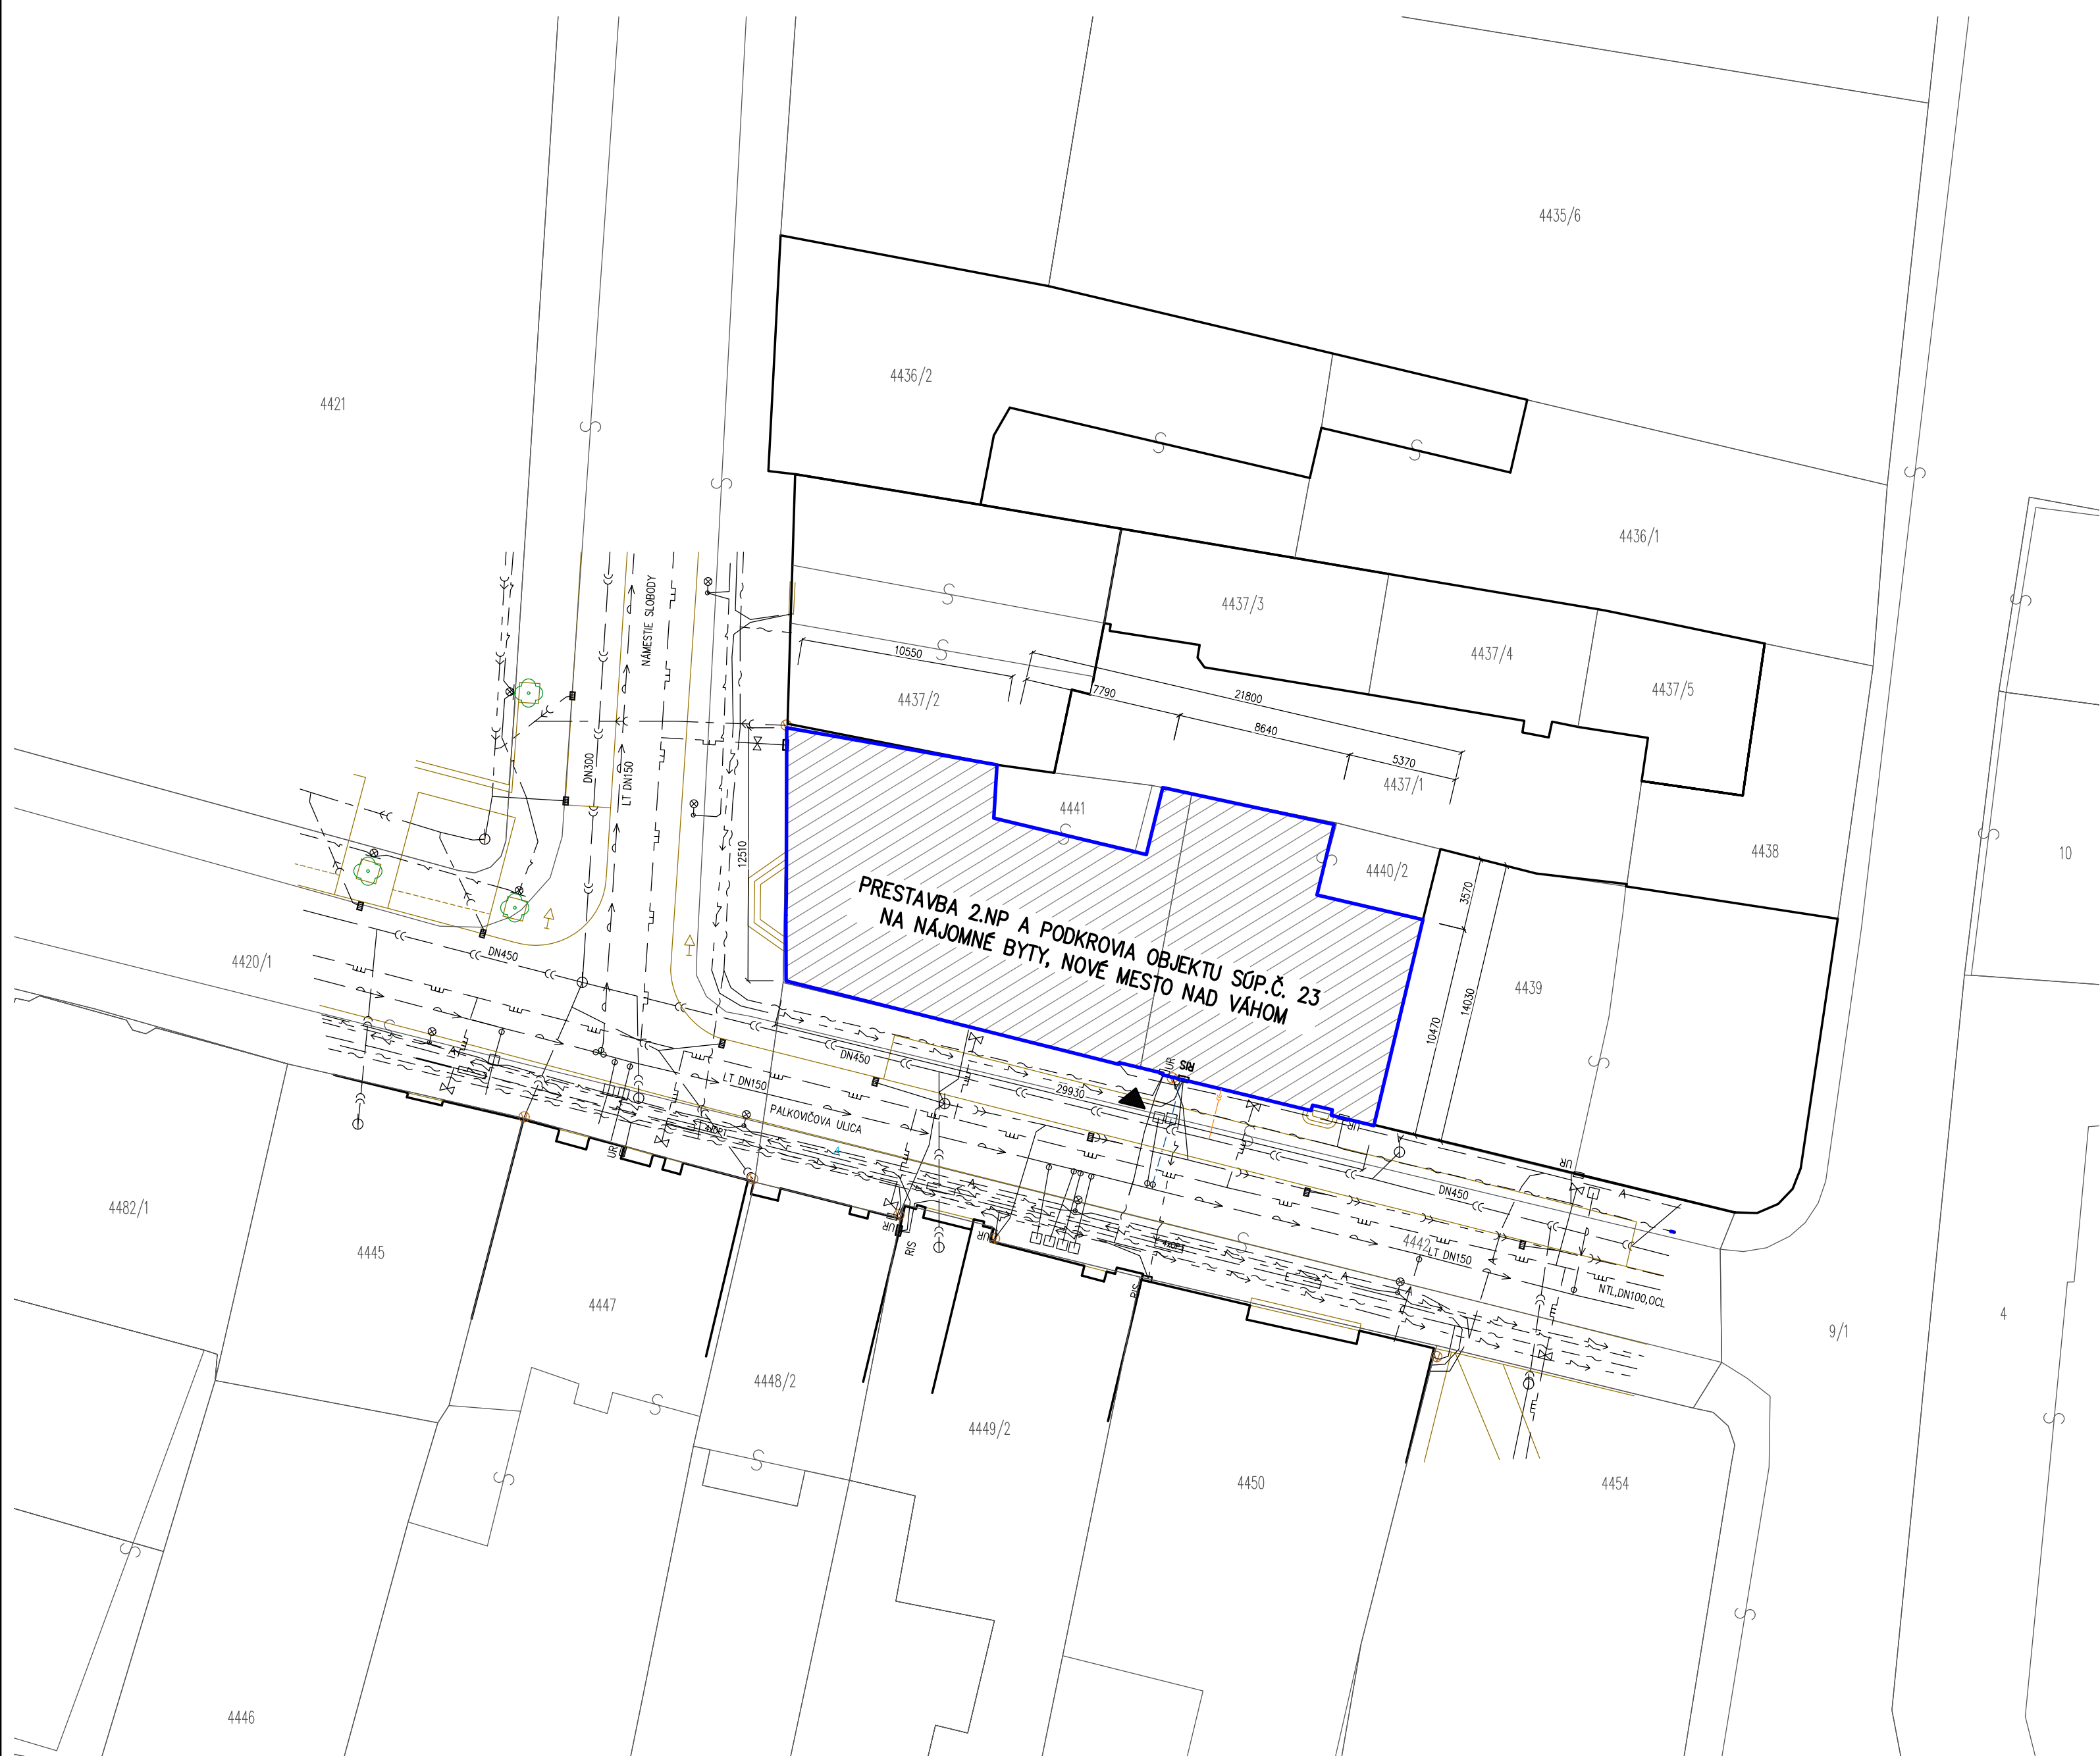 4435/6
4436/2
4421
4436/1
NÁMESTIE SLOBODY
4437/3
10550
4437/4
4437/2
7790
21800
4437/5
8640
5370
4437/1
DN300
LT DN150
4441
12510
4438
10
4440/2
3570
PRESTAVBA 2.NP A PODKROVIA OBJEKTU SÚP.Č. 23
NA NÁJOMNÉ BYTY, NOVÉ MESTO NAD VÁHOM
DN450
4420/1
4439
10470
14030
DN450
LT DN150
29930
UR
RIS
PALKOVIČOVA ULICA
UR
UR
UR
DN450
4442
LT DN150
NTL,DN100,OCL
4482/1
4445
UR
RIS
UR
RIS
4447
4
9/1
4448/2
4449/2
4450
4454
4446